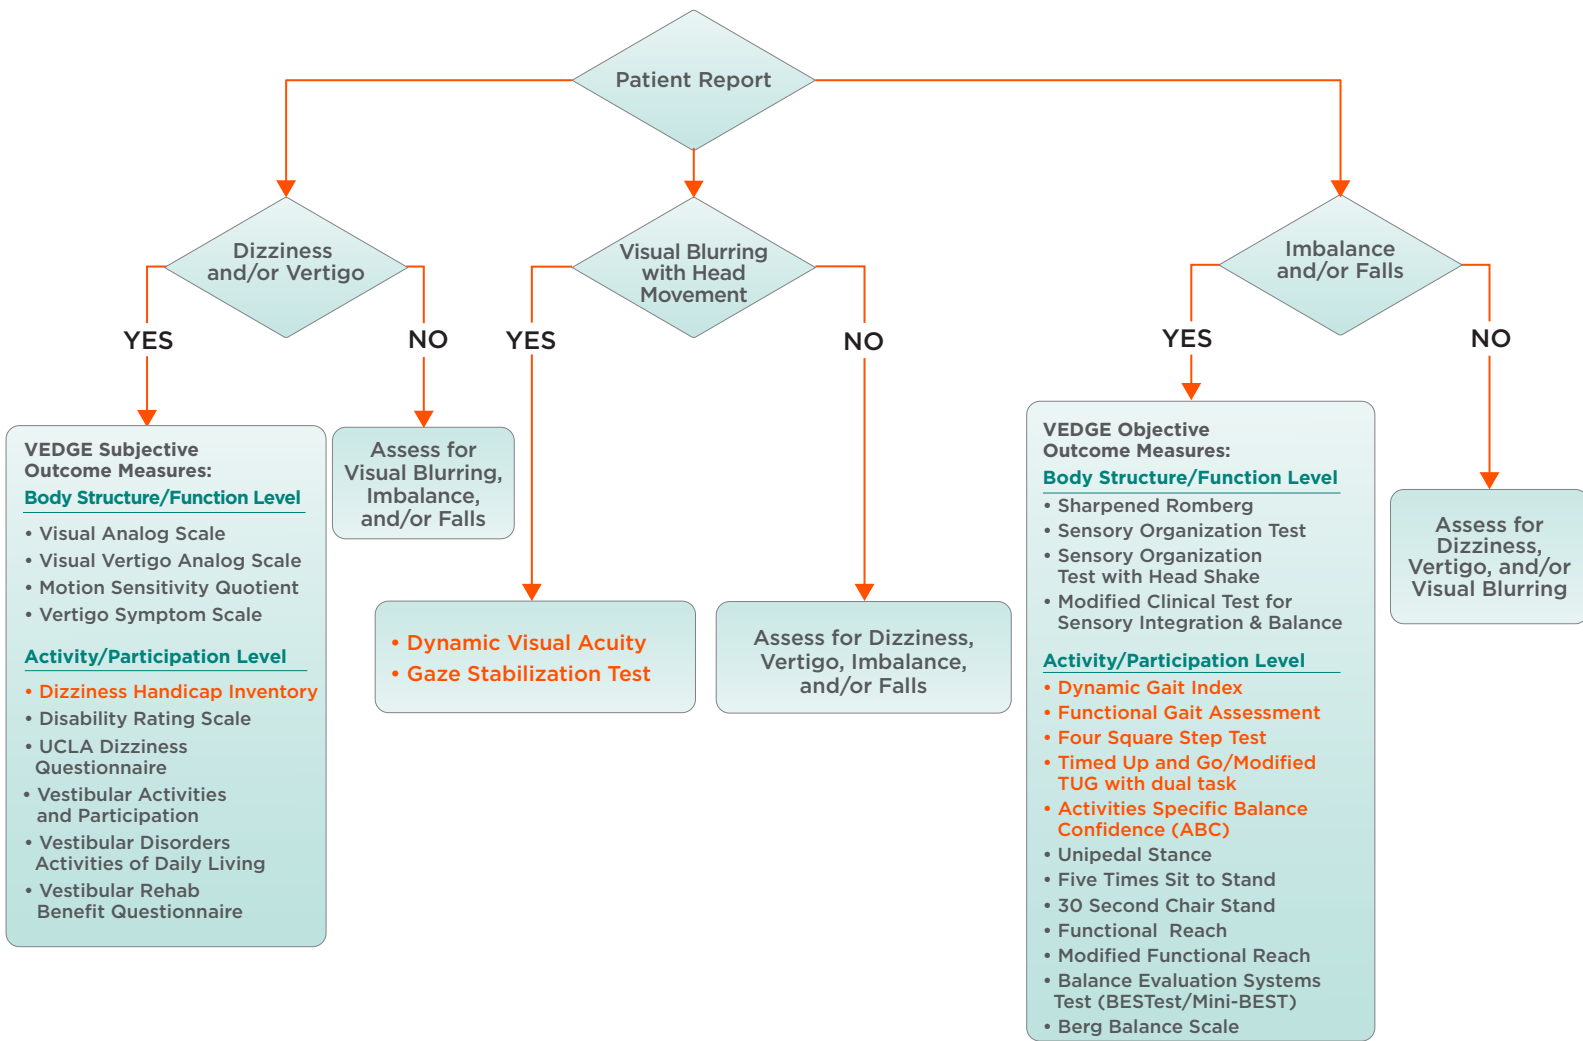 Patient Report
Dizziness
and/or Vertigo
Visual Blurring
with Head
Movement
Imbalance
and/or Falls
YES
NO
YES
NO
YES
NO
VEDGE Subjective
Outcome Measures:
Body Structure/Function Level
• Visual Analog Scale
• Visual Vertigo Analog Scale
• Motion Sensitivity Quotient
• Vertigo Symptom Scale
Activity/Participation Level
• Dizziness Handicap Inventory
• Disability Rating Scale
• UCLA Dizziness
Questionnaire
• Vestibular Activities
and Participation
• Vestibular Disorders
Activities of Daily Living
• Vestibular Rehab
Benefit Questionnaire
Assess for
Visual Blurring,
Imbalance,
and/or Falls
• Dynamic Visual Acuity
• Gaze Stabilization Test
Assess for Dizziness,
Vertigo, Imbalance,
and/or Falls
VEDGE Objective
Outcome Measures:
Body Structure/Function Level
• Sharpened Romberg
• Sensory Organization Test
• Sensory Organization
Test with Head Shake
• Modified Clinical Test for
Sensory Integration & Balance
Activity/Participation Level
• Dynamic Gait Index
• Functional Gait Assessment
• Four Square Step Test
• Timed Up and Go/Modified
TUG with dual task
• Activities Specific Balance
Confidence (ABC)
• Unipedal Stance
• Five Times Sit to Stand
• 30 Second Chair Stand
• Functional Reach
• Modified Functional Reach
• Balance Evaluation Systems
Test (BESTest/Mini-BEST)
• Berg Balance Scale
Assess for
Dizziness,
Vertigo, and/or
Visual Blurring